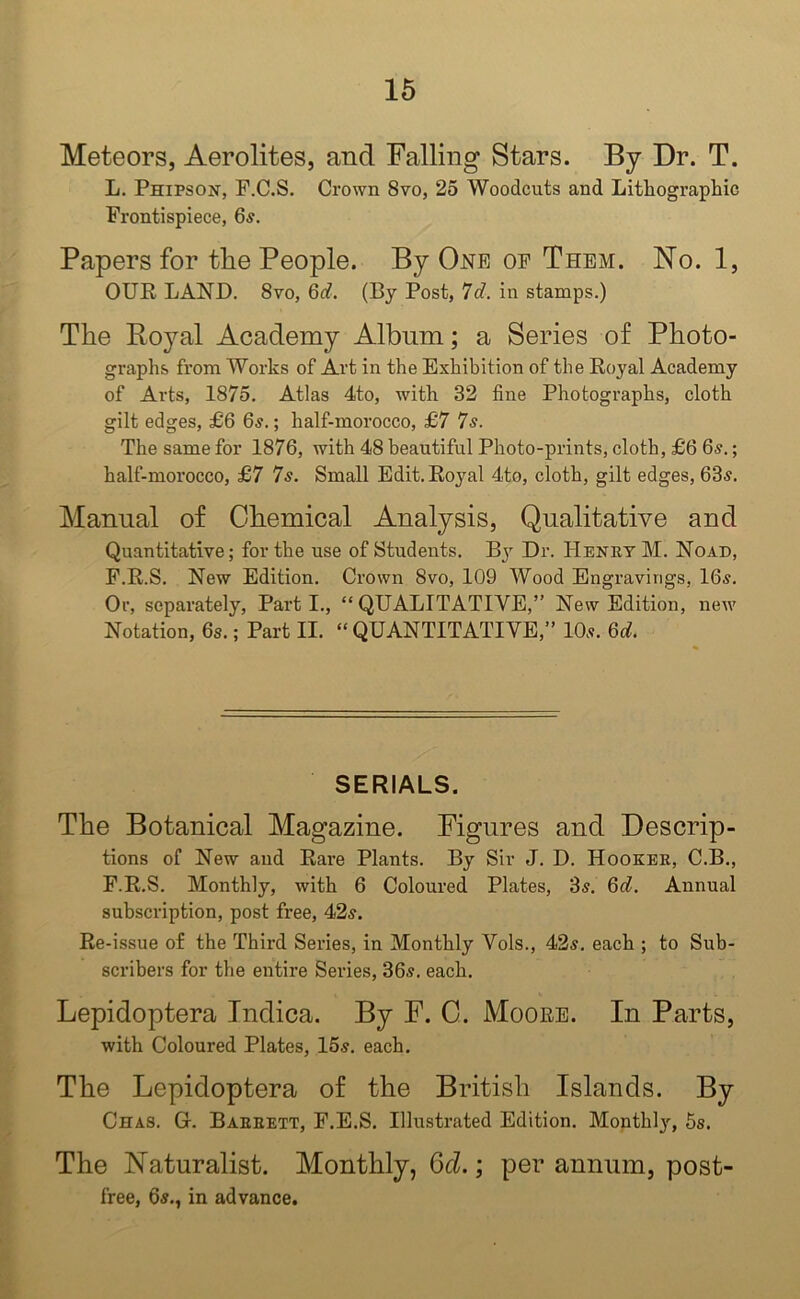 15
Meteors, Aerolites, and Falling Stars. By Dr. T.
L. Phipson, F.C.S. Crown 8vo, 25 Woodcuts and Lithographic
Frontispiece, 6s.
Papers for the People. By One of Them. No. 1,
OUR LAND. 8vo, 6d. (By Post, 7d. in stamps.)
The Royal Academy Album; a Series of Photo-
graphs from Works of Art in the Exhibition of the Royal Academy
of Arts, 1875. Atlas 4to, with 32 fine Photographs, cloth
gilt edges, £6 6s.; half-morocco, £7 7s.
The same for 1876, with 48 beautiful Photo-prints, cloth, £6 6s.;
half-morocco, £7 7s. Small Edit. Royal 4to, cloth, gilt edges, 63s.
Manual of Chemical Analysis, Qualitative and
Quantitative; for the use of Students. By Dr. Henry M. Noad,
F.R.S. New Edition. Crown 8vo, 109 Wood Engravings, 16s.
Or, separately, Part I., “QUALITATIVE,” New Edition, new
Notation, 6s.; Part II. “QUANTITATIVE,” 10s. 6d.
SERIALS.
The Botanical Magazine. Figures and Descrip-
tions of New and Rare Plants. By Sir J. D. Hooker, C.B.,
F.R.S. Monthly, with 6 Coloured Plates, 3s. 6d. Annual
subscription, post free, 42s.
Re-issue of the Third Series, in Monthly Vols., 42s. each ; to Sub-
scribers for the entire Series, 36s. each.
Lepidoptera Indica. By F. C. Moore. In Parts,
with Coloured Plates, 15s. each.
The Lepidoptera of the British Islands. By
Chas. G. Barrett, F.E.S. Illustrated Edition. Monthly, 5s.
The Naturalist. Monthly, 6d.; per annum, post-
free, 6s., in advance.